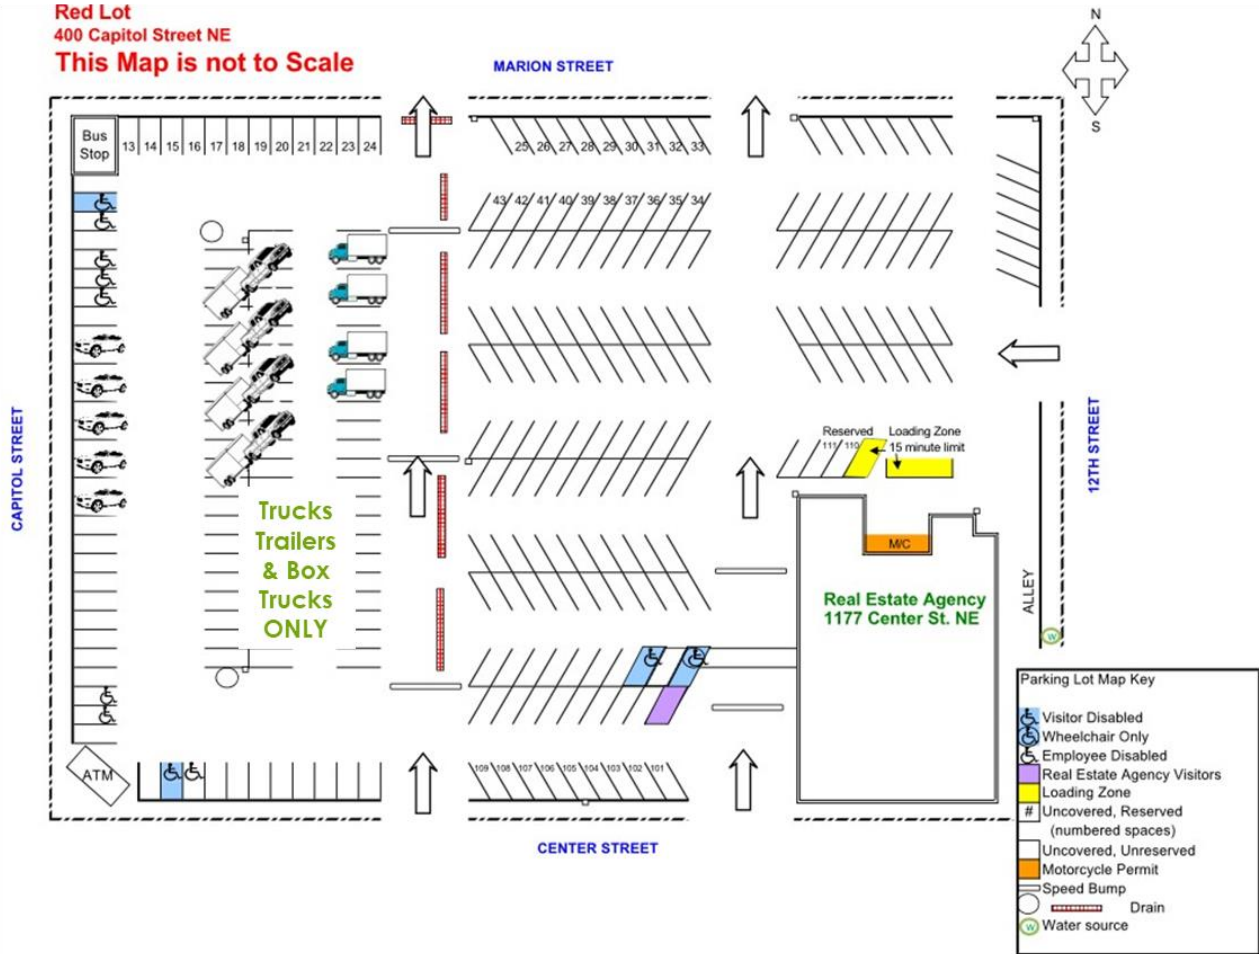 Red Lot
400 Capitol Street NE
This Map is not to Scale
MARION STREET
N
S
Bus
Stop
13 14 15 16 17 18 19 20 21 22 23 24
25 26 27 28 29 30 31 32 33
43 42 41 40 39 38 37 36 35 34
CAPITOL STREET
12TH STREET
Reserved
Loading Zone
111 110
15 minute limit
Trucks
Trailers
& Box
Trucks
ONLY
M/C
Real Estate Agency
1177 Center St. NE
ALLEY
W
ATM
109 108 107 106 105 104 103 102 101
CENTER STREET
Parking Lot Map Key
Visitor Disabled
Wheelchair Only
Employee Disabled
Real Estate Agency Visitors
Loading Zone
# Uncovered, Reserved
(numbered spaces)
Uncovered, Unreserved
Motorcycle Permit
Speed Bump
Drain
W Water source